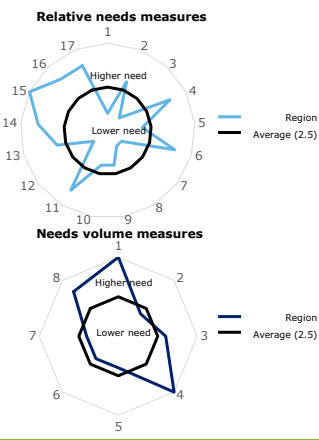 Relative needs measures
1
17
2
16
Higher need
3
15
4
14
Lower need
5
13
6
12
7
11
8
10
9
Region
Average (2.5)
Needs volume measures
1
8
Higher need
2
7
Lower need
3
6
4
5
Region
Average (2.5)